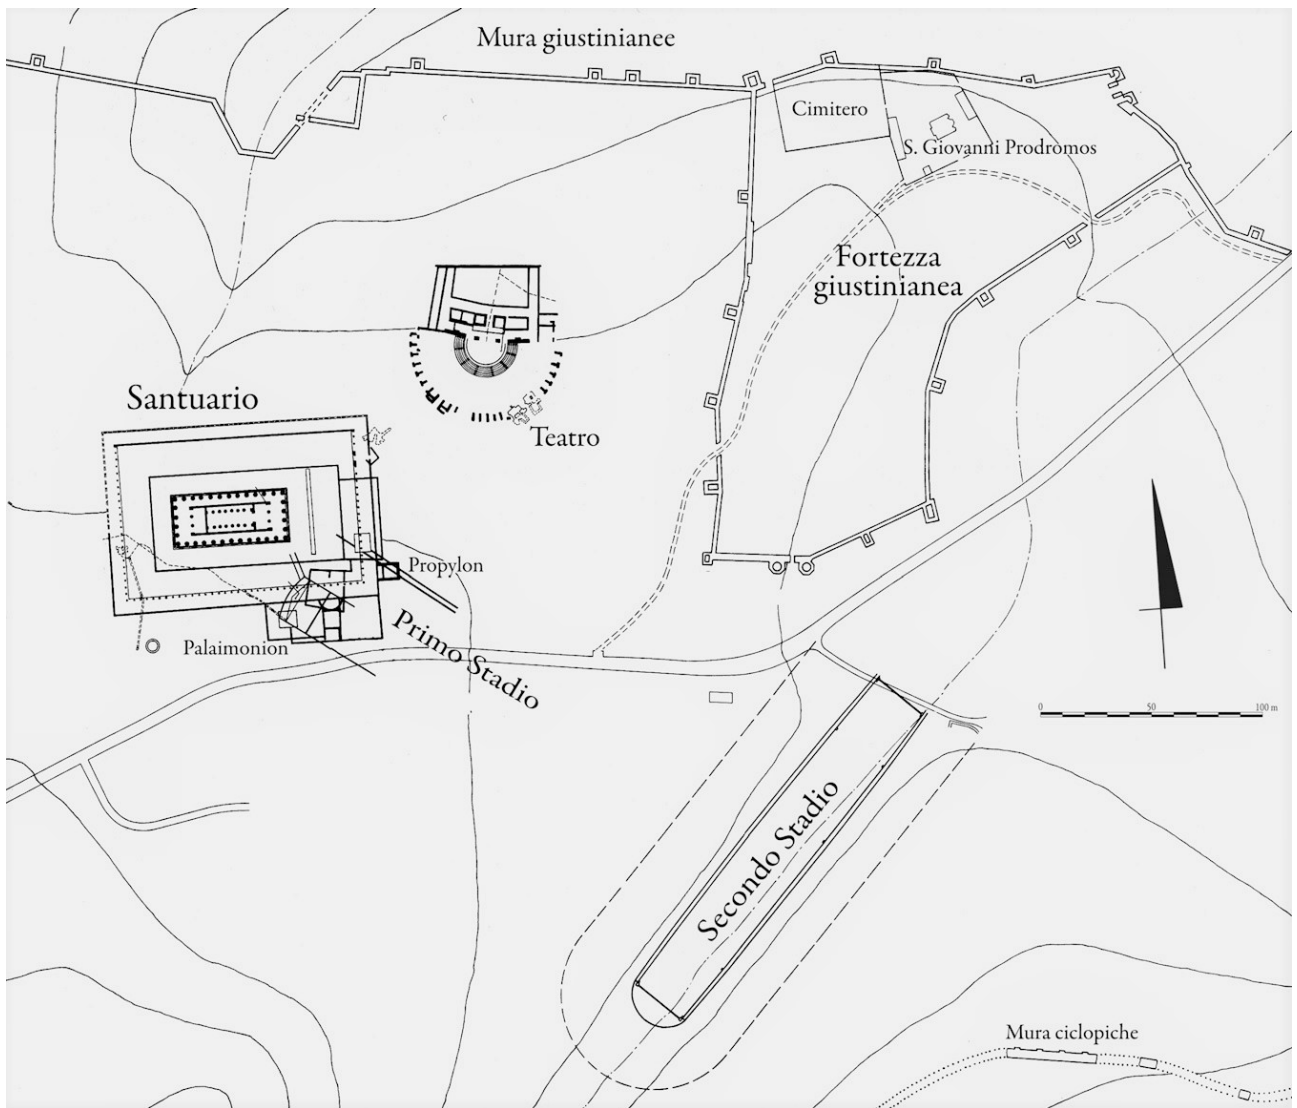 Mura giustinianee
Cimitero
S. Giovanni Prodromos
Fortezza
giustinianea
Santuario
Teatro
Propylon
Palaimonion
Primo Stadio
0 50 100 m
Secondo Stadio
Mura ciclopiche